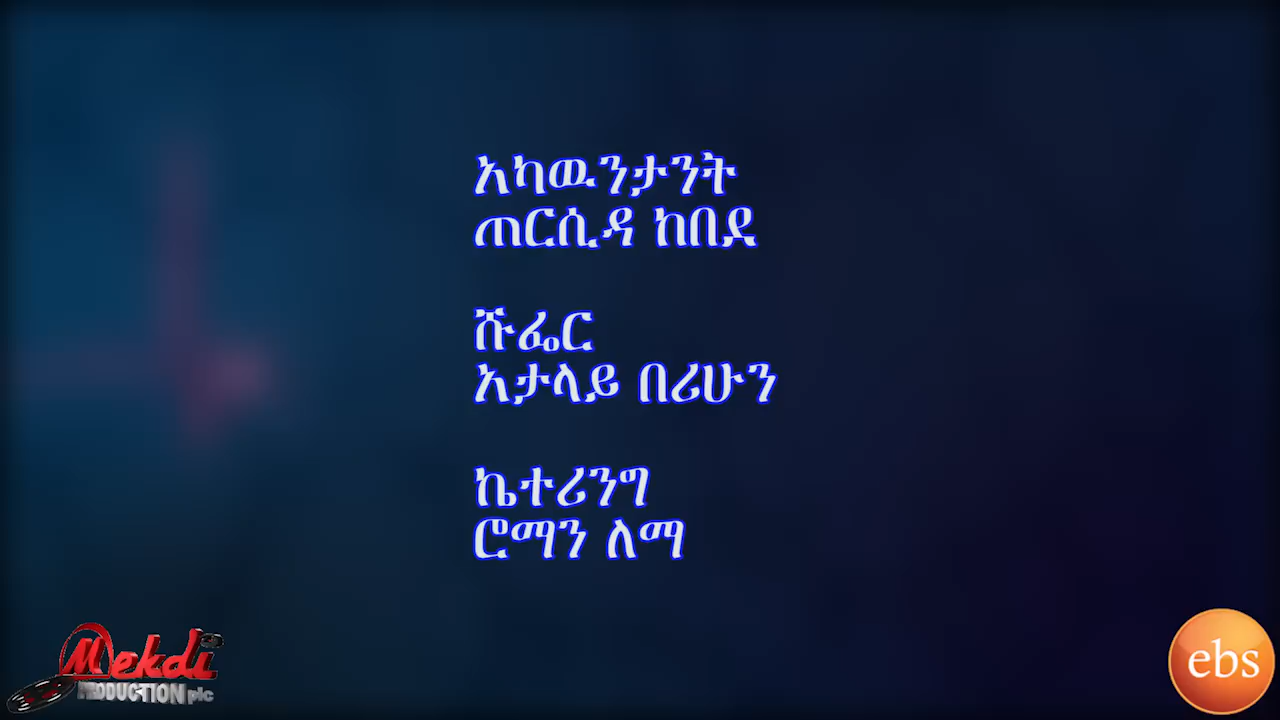 አካዉንታንት
ጠርሲዳ ከበደ
ሹፌር
አታላይ በሪሁን
ኬተሪንግ
ሮማን ለማ
Mekdi
PRODUCTION plc
ebs